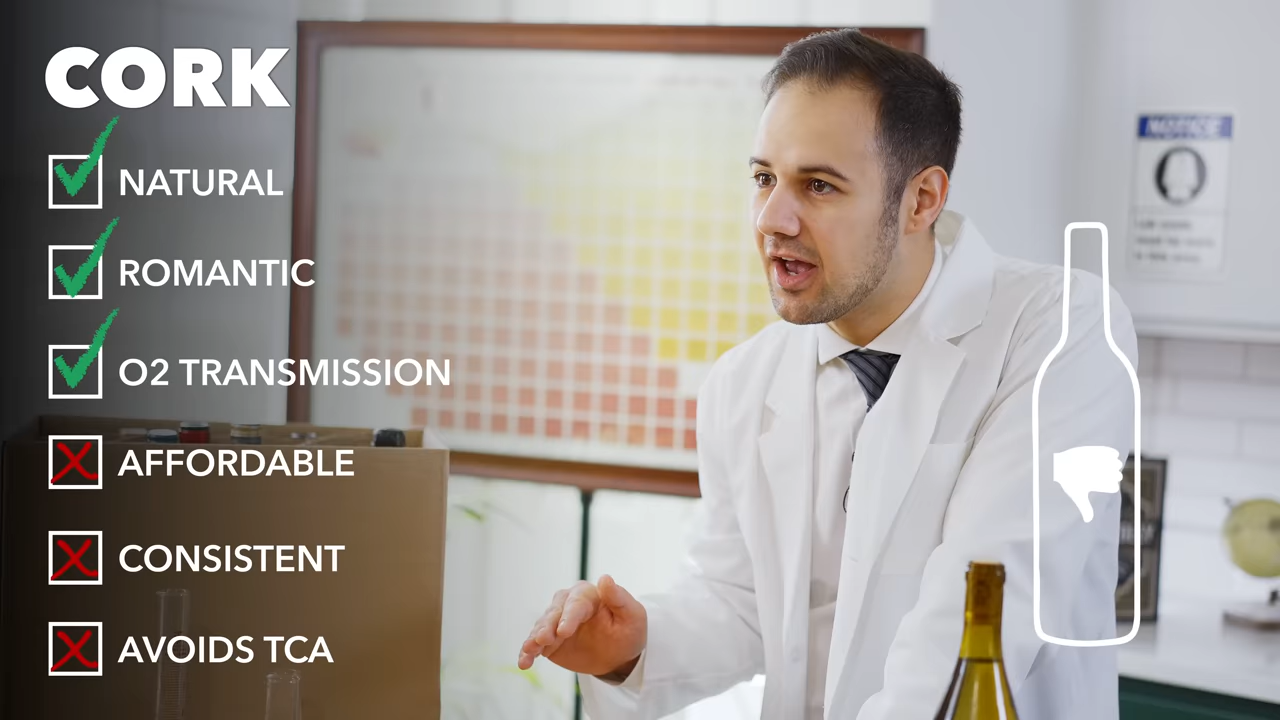 CORK
NATURAL
ROMANTIC
O2 TRANSMISSION
AFFORDABLE
CONSISTENT
AVOIDS TCA
NOTICE